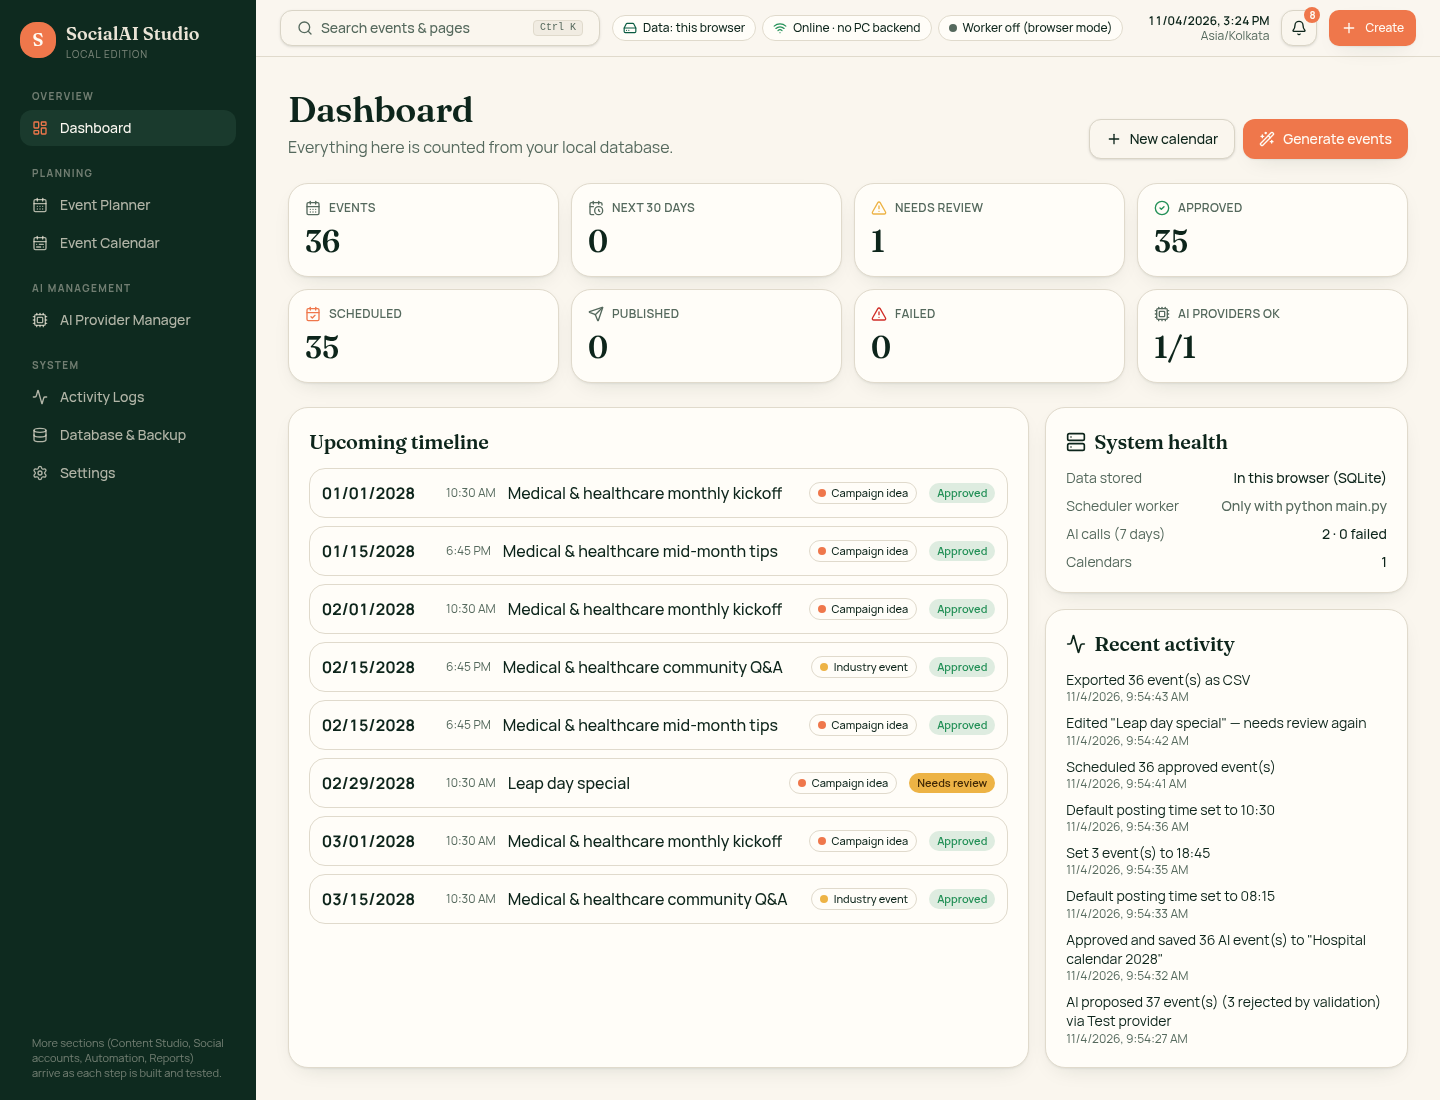 S
SocialAI Studio
LOCAL EDITION
OVERVIEW
Dashboard
PLANNING
Event Planner
Event Calendar
AI MANAGEMENT
AI Provider Manager
SYSTEM
Activity Logs
Database & Backup
Settings
More sections (Content Studio, Social
accounts, Automation, Reports)
arrive as each step is built and tested.
Search events & pages
Ctrl K
Data: this browser
Online · no PC backend
Worker off (browser mode)
11/04/2026, 3:24 PM
Asia/Kolkata
8
Create
Dashboard
Everything here is counted from your local database.
New calendar
Generate events
EVENTS
36
NEXT 30 DAYS
0
NEEDS REVIEW
1
APPROVED
35
SCHEDULED
35
PUBLISHED
0
FAILED
0
AI PROVIDERS OK
1/1
Upcoming timeline
01/01/2028 10:30 AM Medical & healthcare monthly kickoff Campaign idea Approved
01/15/2028 6:45 PM Medical & healthcare mid-month tips Campaign idea Approved
02/01/2028 10:30 AM Medical & healthcare monthly kickoff Campaign idea Approved
02/15/2028 6:45 PM Medical & healthcare community Q&A Industry event Approved
02/15/2028 6:45 PM Medical & healthcare mid-month tips Campaign idea Approved
02/29/2028 10:30 AM Leap day special Campaign idea Needs review
03/01/2028 10:30 AM Medical & healthcare monthly kickoff Campaign idea Approved
03/15/2028 10:30 AM Medical & healthcare community Q&A Industry event Approved
System health
Data stored In this browser (SQLite)
Scheduler worker Only with python main.py
AI calls (7 days) 2 · 0 failed
Calendars 1
Recent activity
Exported 36 event(s) as CSV
11/4/2026, 9:54:43 AM
Edited "Leap day special" — needs review again
11/4/2026, 9:54:42 AM
Scheduled 36 approved event(s)
11/4/2026, 9:54:41 AM
Default posting time set to 10:30
11/4/2026, 9:54:36 AM
Set 3 event(s) to 18:45
11/4/2026, 9:54:35 AM
Default posting time set to 08:15
11/4/2026, 9:54:33 AM
Approved and saved 36 AI event(s) to "Hospital
calendar 2028"
11/4/2026, 9:54:32 AM
AI proposed 37 event(s) (3 rejected by validation)
via Test provider
11/4/2026, 9:54:27 AM